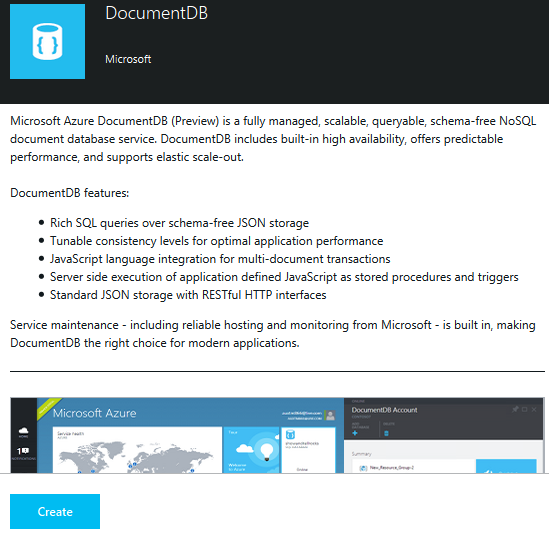 DocumentDB
Microsoft
Microsoft Azure DocumentDB (Preview) is a fully managed, scalable, queryable, schema-free NoSQL
document database service. DocumentDB includes built-in high availability, offers predictable
performance, and supports elastic scale-out.
DocumentDB features:
Rich SQL queries over schema-free JSON storage
Tunable consistency levels for optimal application performance
JavaScript language integration for multi-document transactions
Server side execution of application defined JavaScript as stored procedures and triggers
Standard JSON storage with RESTful HTTP interfaces
Service maintenance - including reliable hosting and monitoring from Microsoft - is built in, making
DocumentDB the right choice for modern applications.
Microsoft Azure
DocumentDB Account
Service health
Tour
Welcome
to Azure
1
Summary
New_Resource_Group-2
Create